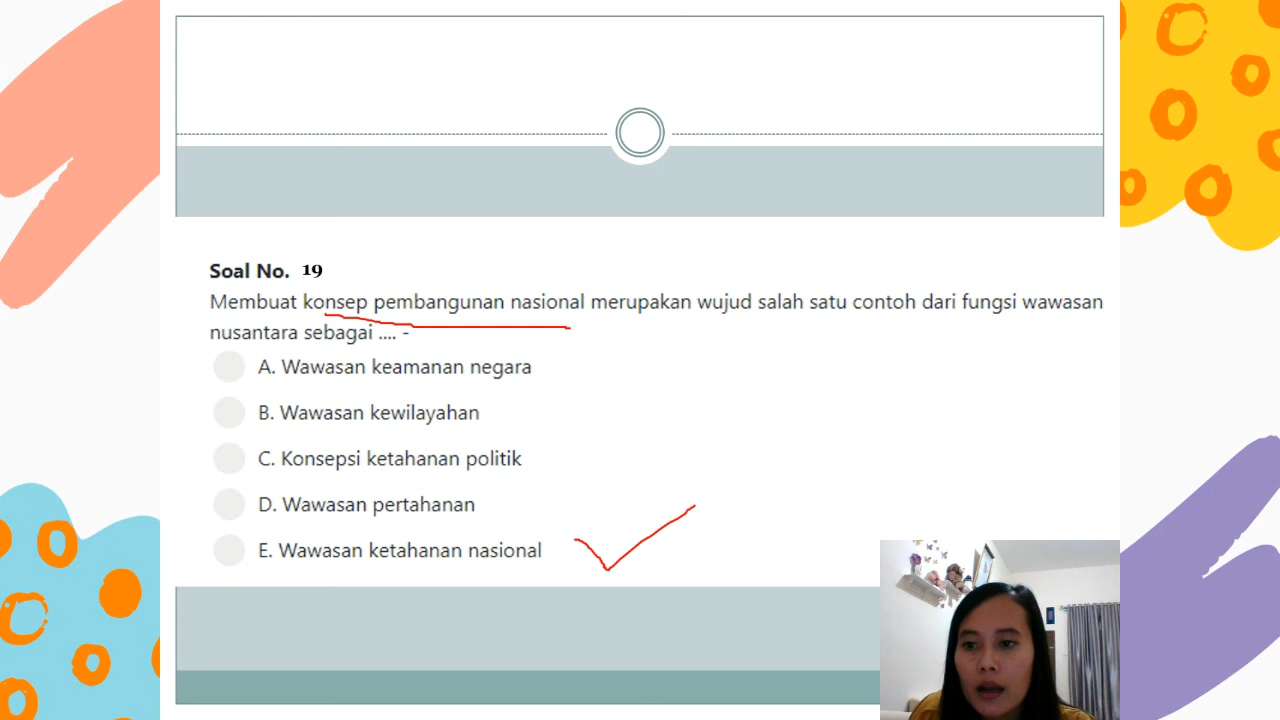 Soal No. 19
Membuat konsep pembangunan nasional merupakan wujud salah satu contoh dari fungsi wawasan
nusantara sebagai .... -
A. Wawasan keamanan negara
B. Wawasan kewilayahan
C. Konsepsi ketahanan politik
D. Wawasan pertahanan
E. Wawasan ketahanan nasional